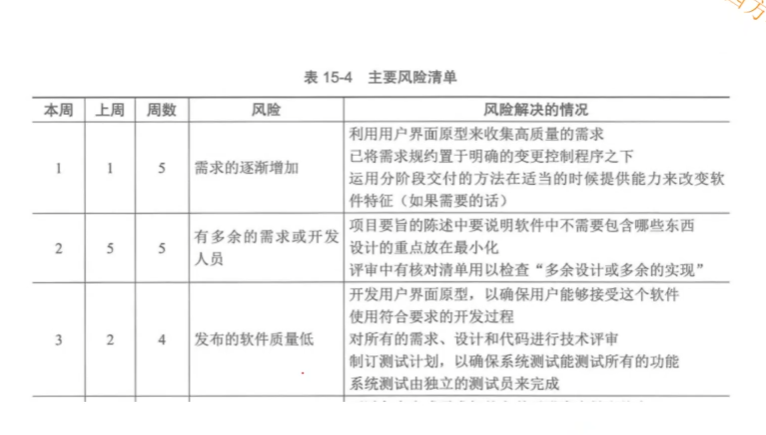 四方
表 15-4 主要风险清单
本周 上周 周数 风险 风险解决的情况
利用用户界面原型来收集高质量的需求
已将需求规约置于明确的变更控制程序之下
1 1 5 需求的逐渐增加
运用分阶段交付的方法在适当的时候提供能力来改变软
件特征（如果需要的话）
项目要旨的陈述中要说明软件中不需要包含哪些东西
有多余的需求或开发
2 5 5 设计的重点放在最小化
人员
评审中有核对清单用以检查“多余设计或多余的实现”
开发用户界面原型，以确保用户能够接受这个软件
使用符合要求的开发过程
3 2 4 发布的软件质量低 对所有的需求、设计和代码进行技术评审
制订测试计划，以确保系统测试能测试所有的功能
系统测试由独立的测试员来完成